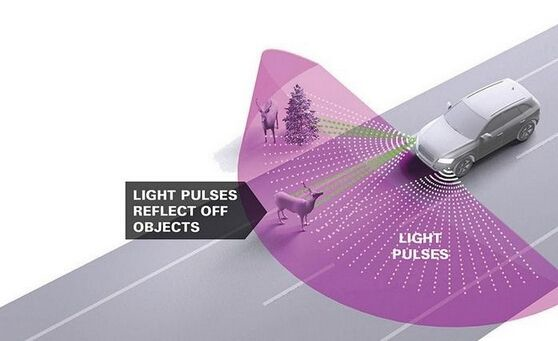 LIGHT PULSES
REFLECT OFF
OBJECTS
LIGHT
PULSES